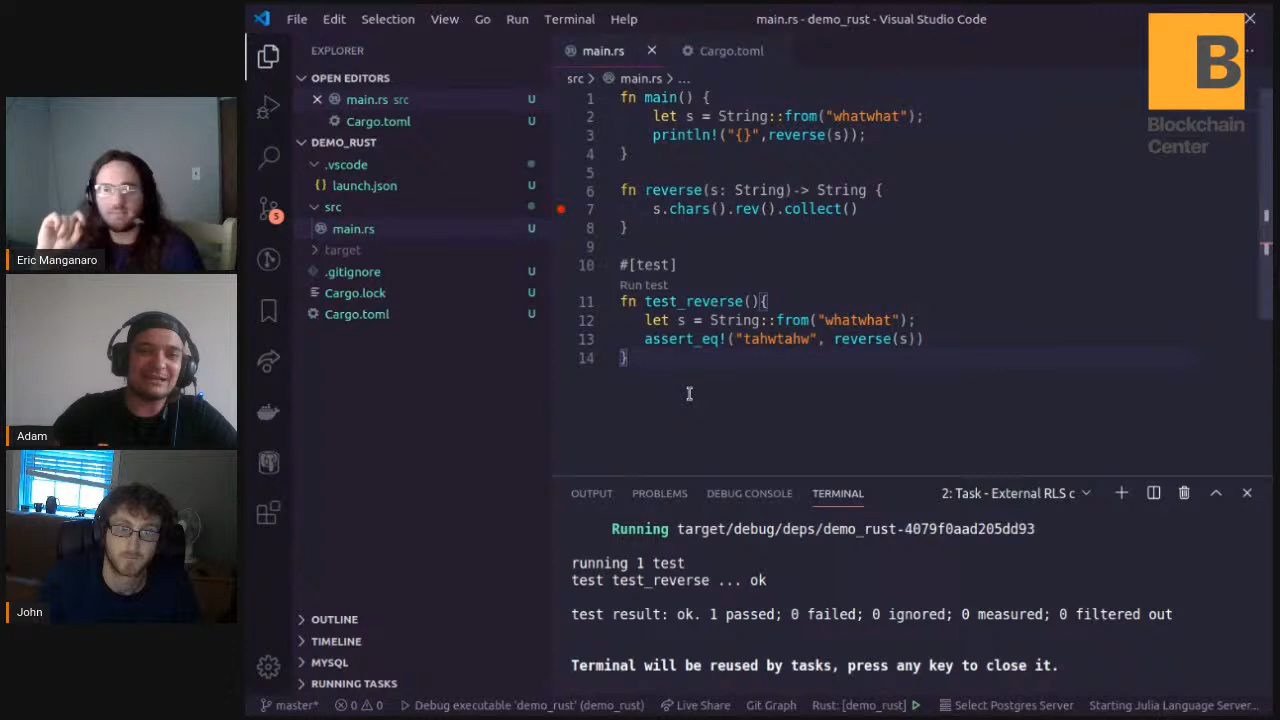 File Edit Selection View Go Run Terminal Help
main.rs - demo_rust - Visual Studio Code
B
Blockchain
Center
Eric Manganaro
Adam
John
EXPLORER
OPEN EDITORS
main.rs src U
Cargo.toml U
DEMO_RUST
.vscode
launch.json U
src
main.rs U
target
.gitignore U
Cargo.lock U
Cargo.toml U
5
OUTLINE
TIMELINE
MYSQL
RUNNING TASKS
main.rs
Cargo.toml
src > main.rs > ...
1 fn main() {
2 let s = String::from("whatwhat");
3 println!("{}",reverse(s));
4 }
5
6 fn reverse(s: String)-> String {
7 s.chars().rev().collect()
8 }
9
10 #[test]
Run test
11 fn test_reverse(){
12 let s = String::from("whatwhat");
13 assert_eq!("tahwtahw", reverse(s))
14 }
OUTPUT PROBLEMS DEBUG CONSOLE TERMINAL 2: Task - External RLS c
Running target/debug/deps/demo_rust-4079f0aad205dd93
running 1 test
test test_reverse ... ok
test result: ok. 1 passed; 0 failed; 0 ignored; 0 measured; 0 filtered out
Terminal will be reused by tasks, press any key to close it.
master* 0 0 Debug executable 'demo_rust' (demo_rust) Live Share Git Graph Rust: [demo_rust] Select Postgres Server Starting Julia Language Server...